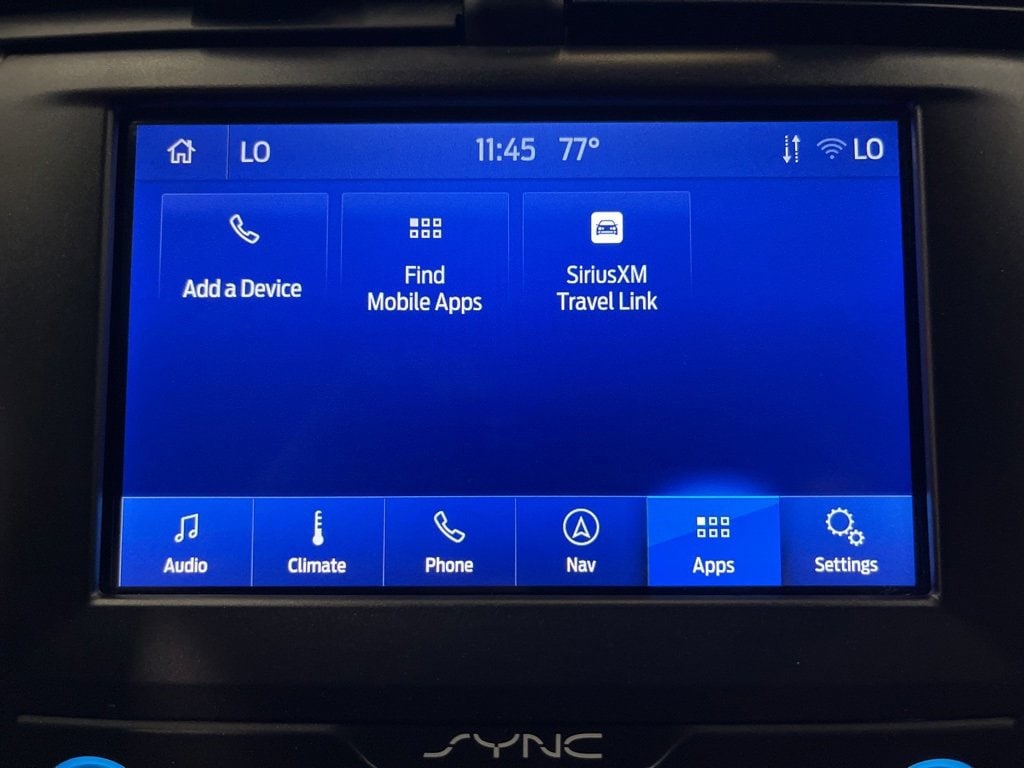 LO 11:45 77° LO
Add a Device
Find
Mobile Apps
SiriusXM
Travel Link
Audio Climate Phone Nav Apps Settings
SYNC